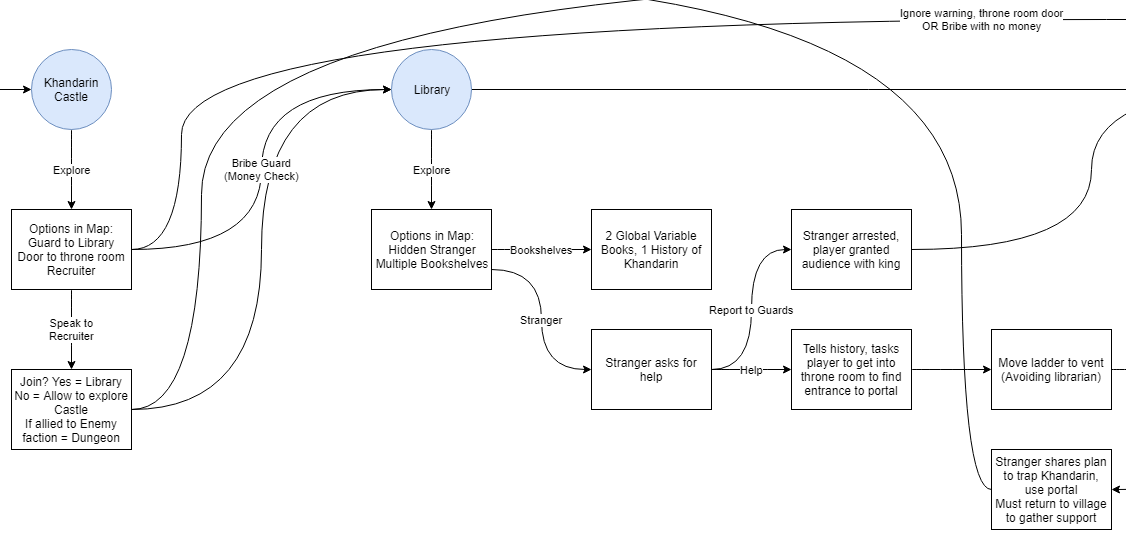 Ignore warning, throne room door
OR Bribe with no money
Khandarin
Castle
Library
Explore
Bribe Guard
(Money Check)
Explore
Options in Map:
Guard to Library
Door to throne room
Recruiter
Options in Map:
Hidden Stranger
Multiple Bookshelves
Bookshelves
2 Global Variable
Books, 1 History of
Khandarin
Stranger arrested,
player granted
audience with king
Speak to
Recruiter
Stranger
Report to Guards
Join? Yes = Library
No = Allow to explore
Castle
If allied to Enemy
faction = Dungeon
Stranger asks for
help
Help
Tells history, tasks
player to get into
throne room to find
entrance to portal
Move ladder to vent
(Avoiding librarian)
Stranger shares plan
to trap Khandarin,
use portal
Must return to village
to gather support